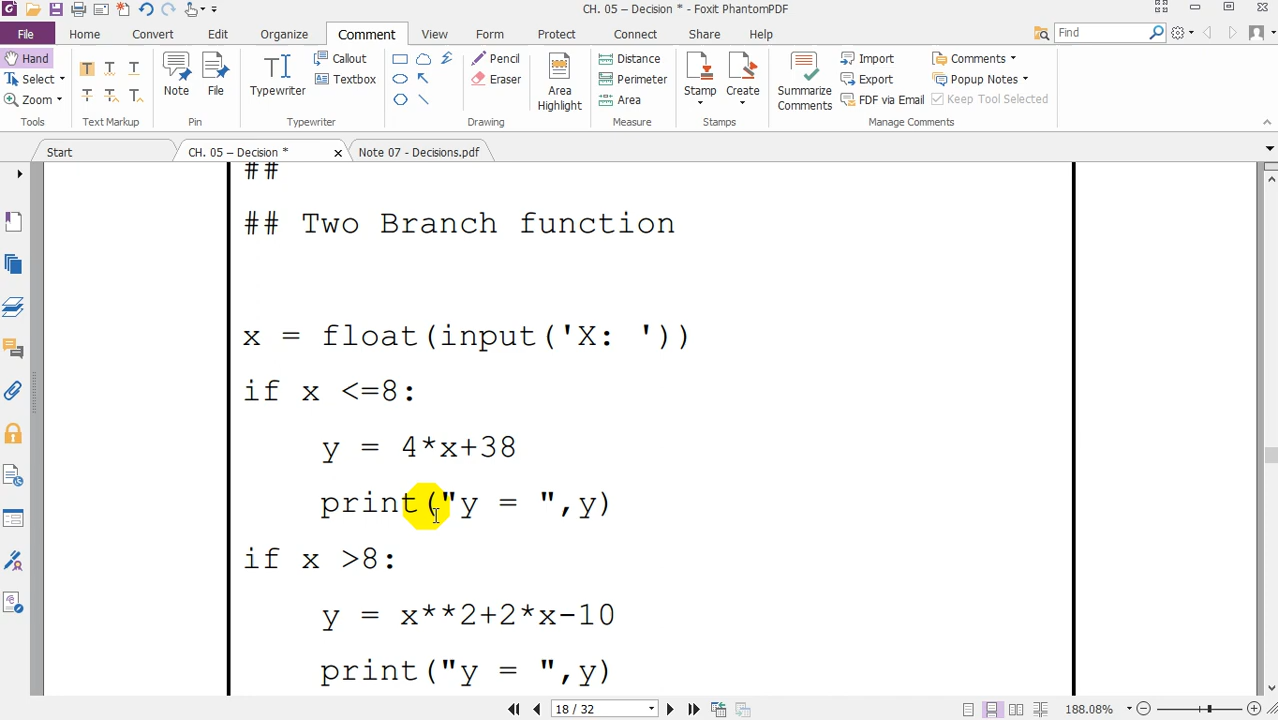 CH. 05 – Decision * - Foxit PhantomPDF
File Home Convert Edit Organize Comment View Form Protect Connect Share Help Find
Hand
Select
Zoom
Tools
Text Markup
Note
File
Pin
Typewriter
Callout
Textbox
Typewriter
Pencil
Eraser
Area Highlight
Drawing
Distance
Perimeter
Area
Measure
Stamp
Create
Stamps
Summarize Comments
Import
Export
FDF via Email
Comments
Popup Notes
Keep Tool Selected
Manage Comments
Start
CH. 05 – Decision *
Note 07 - Decisions.pdf
##
## Two Branch function
x = float(input('X: '))
if x <=8:
y = 4*x+38
print("y = ",y)
if x >8:
y = x**2+2*x-10
print("y = ",y)
18 / 32
188.08%